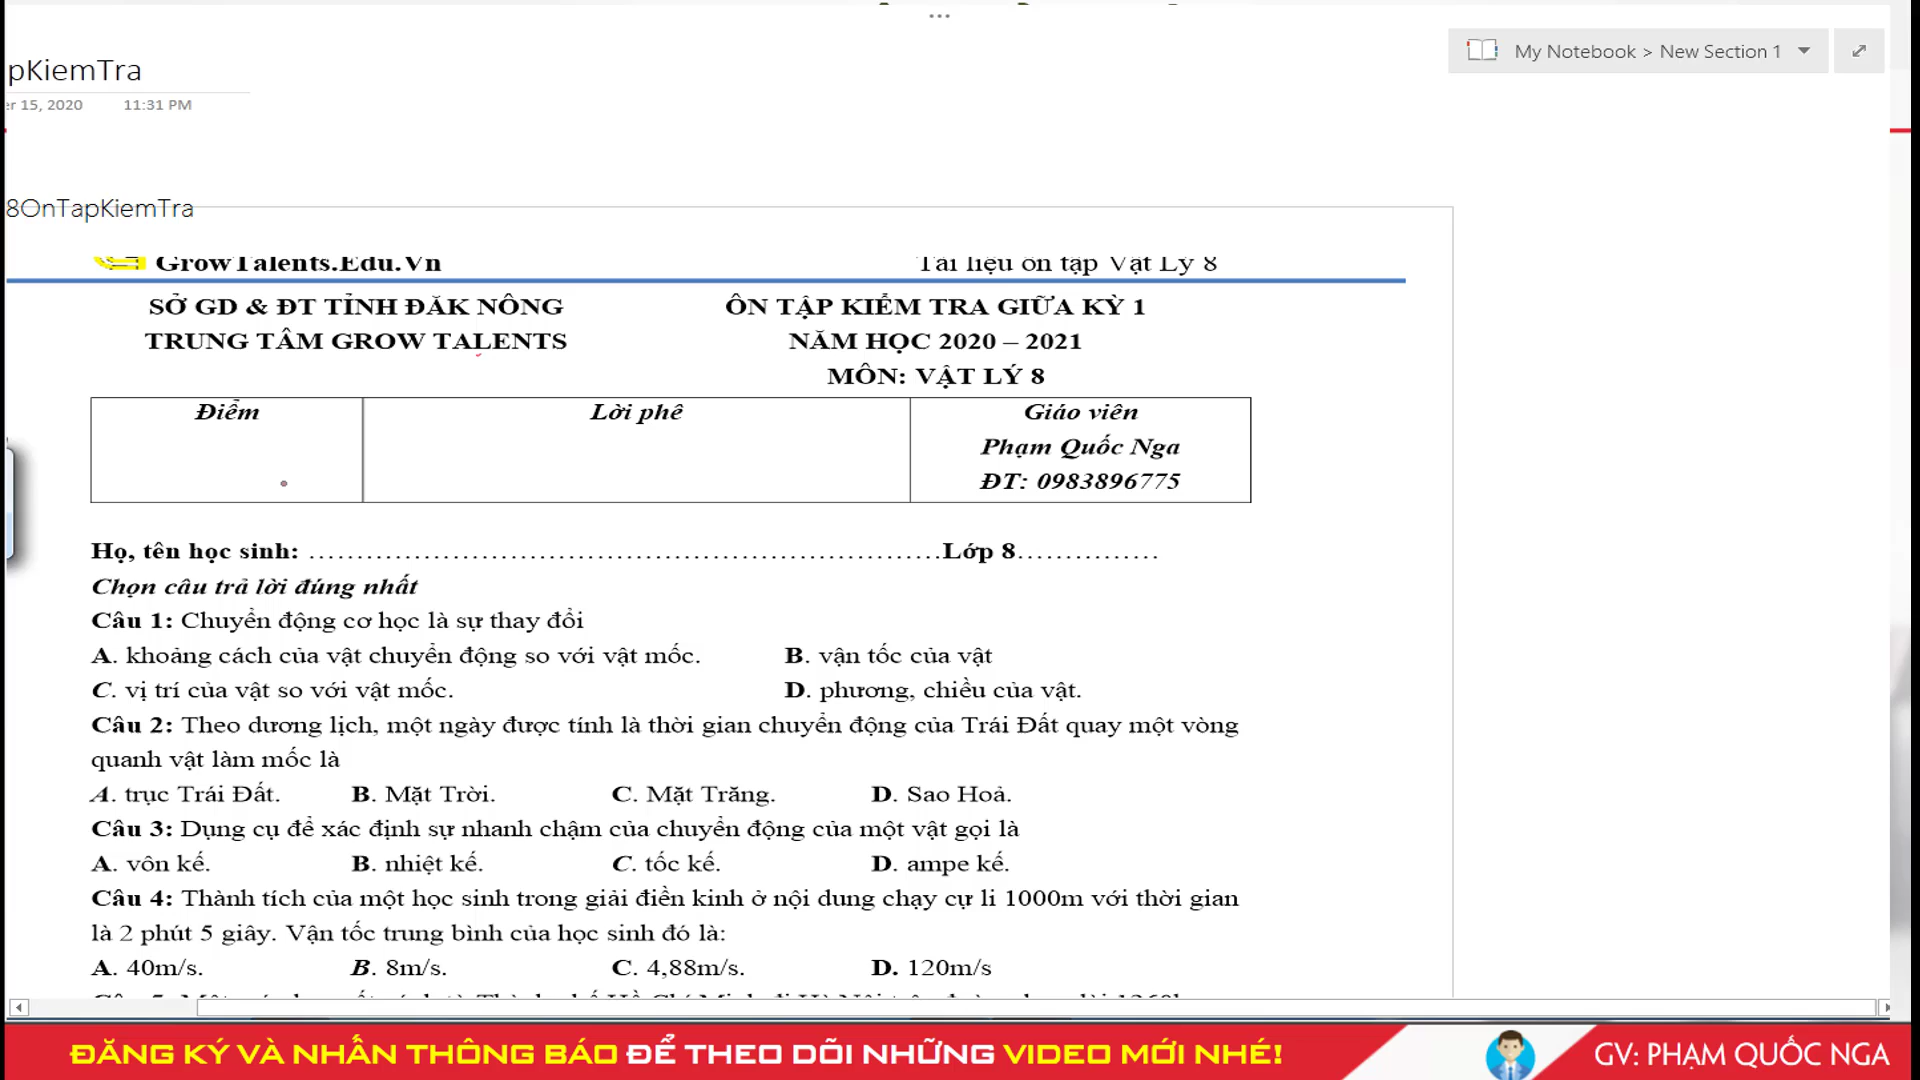 My Notebook > New Section 1
pKiemTra
er 15, 2020 11:31 PM
8OnTapKiemTra
GrowTalents.Edu.Vn Tài liệu ôn tập Vật Lý 8
SỞ GD & ĐT TỈNH ĐĂK NÔNG ÔN TẬP KIỂM TRA GIỮA KỲ 1
TRUNG TÂM GROW TALENTS NĂM HỌC 2020 – 2021
MÔN: VẬT LÝ 8
Điểm Lời phê Giáo viên
Phạm Quốc Nga
ĐT: 0983896775
Họ, tên học sinh: ……………………………………………………………Lớp 8……………
Chọn câu trả lời đúng nhất
Câu 1: Chuyển động cơ học là sự thay đổi
A. khoảng cách của vật chuyển động so với vật mốc. B. vận tốc của vật
C. vị trí của vật so với vật mốc. D. phương, chiều của vật.
Câu 2: Theo dương lịch, một ngày được tính là thời gian chuyển động của Trái Đất quay một vòng
quanh vật làm mốc là
A. trục Trái Đất. B. Mặt Trời. C. Mặt Trăng. D. Sao Hoả.
Câu 3: Dụng cụ để xác định sự nhanh chậm của chuyển động của một vật gọi là
A. vôn kế. B. nhiệt kế. C. tốc kế. D. ampe kế.
Câu 4: Thành tích của một học sinh trong giải điền kinh ở nội dung chạy cự li 1000m với thời gian
là 2 phút 5 giây. Vận tốc trung bình của học sinh đó là:
A. 40m/s. B. 8m/s. C. 4,88m/s. D. 120m/s
ĐĂNG KÝ VÀ NHẤN THÔNG BÁO ĐỂ THEO DÕI NHỮNG VIDEO MỚI NHÉ!
GV: PHẠM QUỐC NGA